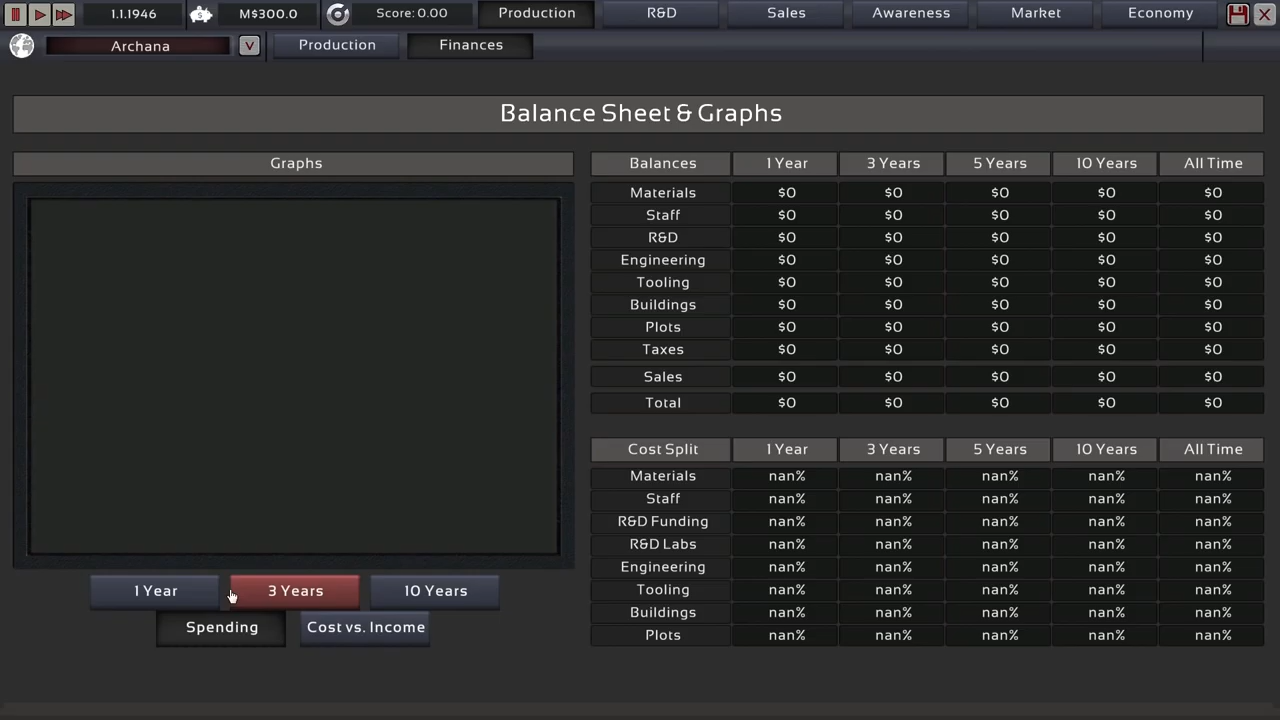 1.1.1946 M$300.0 Score: 0.00 Production R&D Sales Awareness Market Economy
Archana V Production Finances
Balance Sheet & Graphs
Graphs
1 Year 3 Years 10 Years
Spending Cost vs. Income
Balances 1 Year 3 Years 5 Years 10 Years All Time
Materials $0 $0 $0 $0 $0
Staff $0 $0 $0 $0 $0
R&D $0 $0 $0 $0 $0
Engineering $0 $0 $0 $0 $0
Tooling $0 $0 $0 $0 $0
Buildings $0 $0 $0 $0 $0
Plots $0 $0 $0 $0 $0
Taxes $0 $0 $0 $0 $0
Sales $0 $0 $0 $0 $0
Total $0 $0 $0 $0 $0
Cost Split 1 Year 3 Years 5 Years 10 Years All Time
Materials nan% nan% nan% nan% nan%
Staff nan% nan% nan% nan% nan%
R&D Funding nan% nan% nan% nan% nan%
R&D Labs nan% nan% nan% nan% nan%
Engineering nan% nan% nan% nan% nan%
Tooling nan% nan% nan% nan% nan%
Buildings nan% nan% nan% nan% nan%
Plots nan% nan% nan% nan% nan%